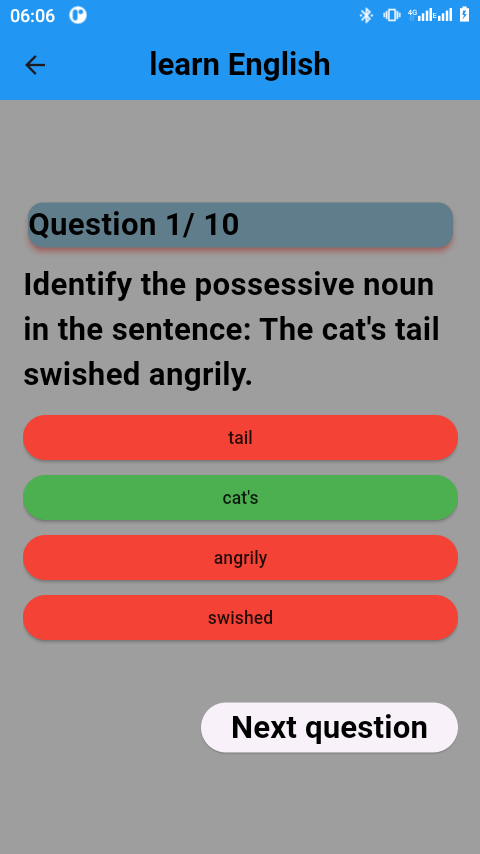 06:06
4G
E
learn English
Question 1/ 10
Identify the possessive noun
in the sentence: The cat's tail
swished angrily.
tail
cat's
angrily
swished
Next question